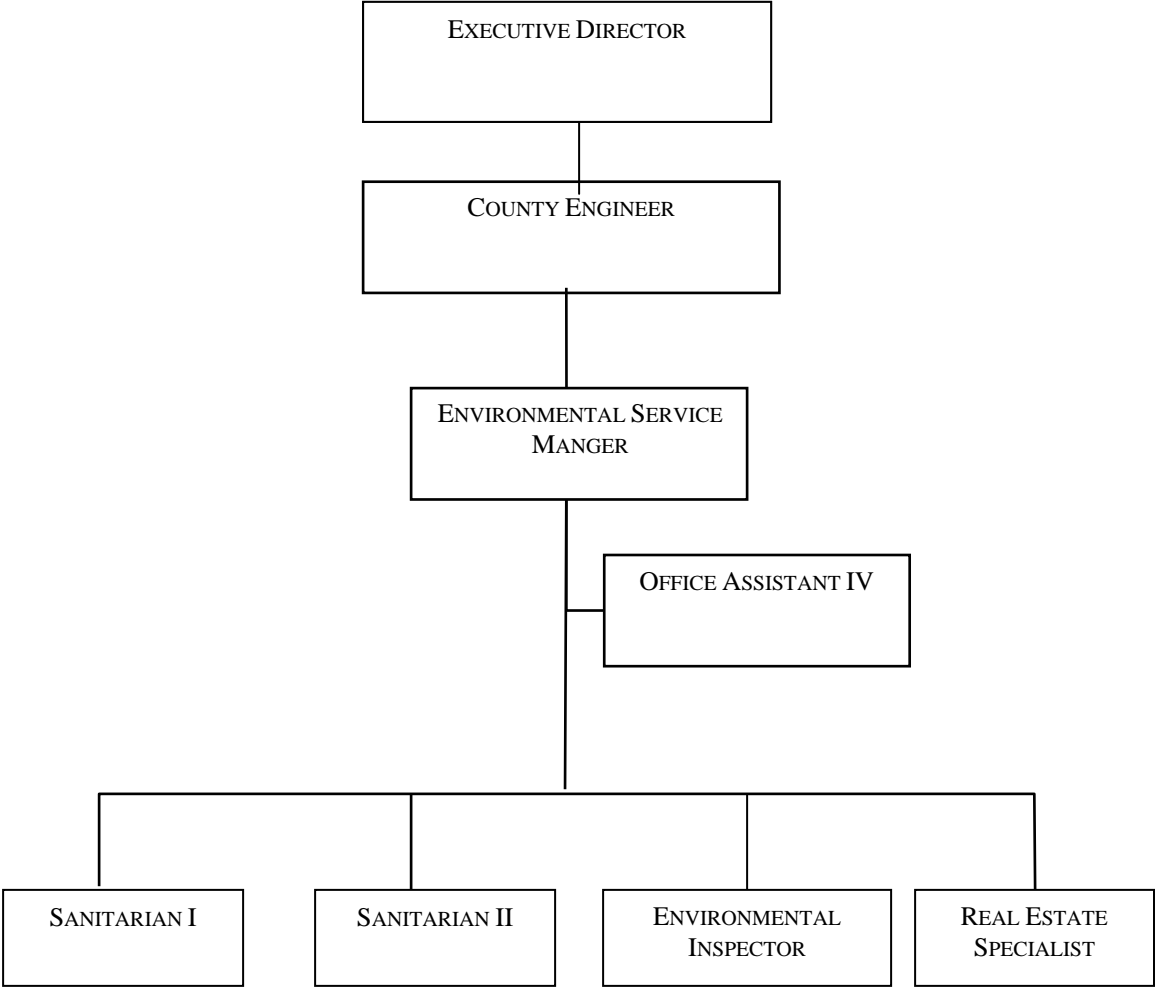 EXECUTIVE DIRECTOR
COUNTY ENGINEER
ENVIRONMENTAL SERVICE
MANGER
OFFICE ASSISTANT IV
SANITARIAN I
SANITARIAN II
ENVIRONMENTAL
INSPECTOR
REAL ESTATE
SPECIALIST